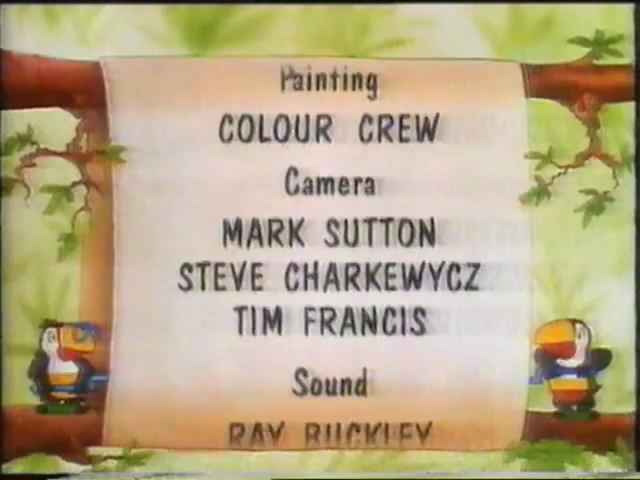 Painting
COLOUR CREW
Camera
MARK SUTTON
STEVE CHARKEWYCZ
TIM FRANCIS
Sound
RAY BUCKLEY